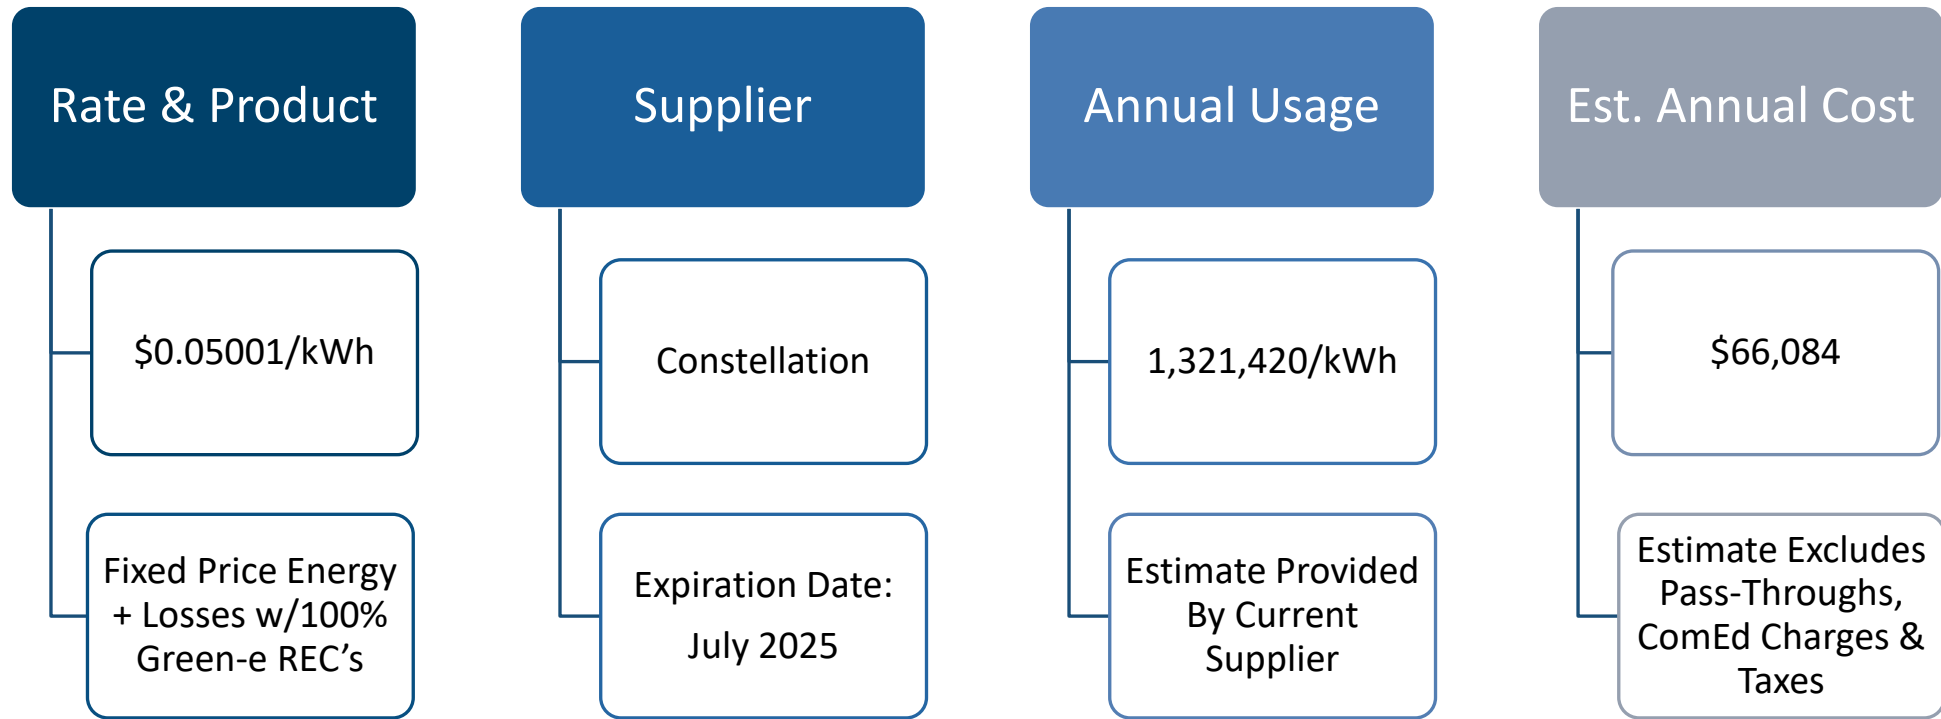 Rate & Product
$0.05001/kWh
Fixed Price Energy
+ Losses w/100%
Green-e REC’s
Supplier
Constellation
Expiration Date:
July 2025
Annual Usage
1,321,420/kWh
Estimate Provided
By Current
Supplier
Est. Annual Cost
$66,084
Estimate Excludes
Pass-Throughs,
ComEd Charges &
Taxes